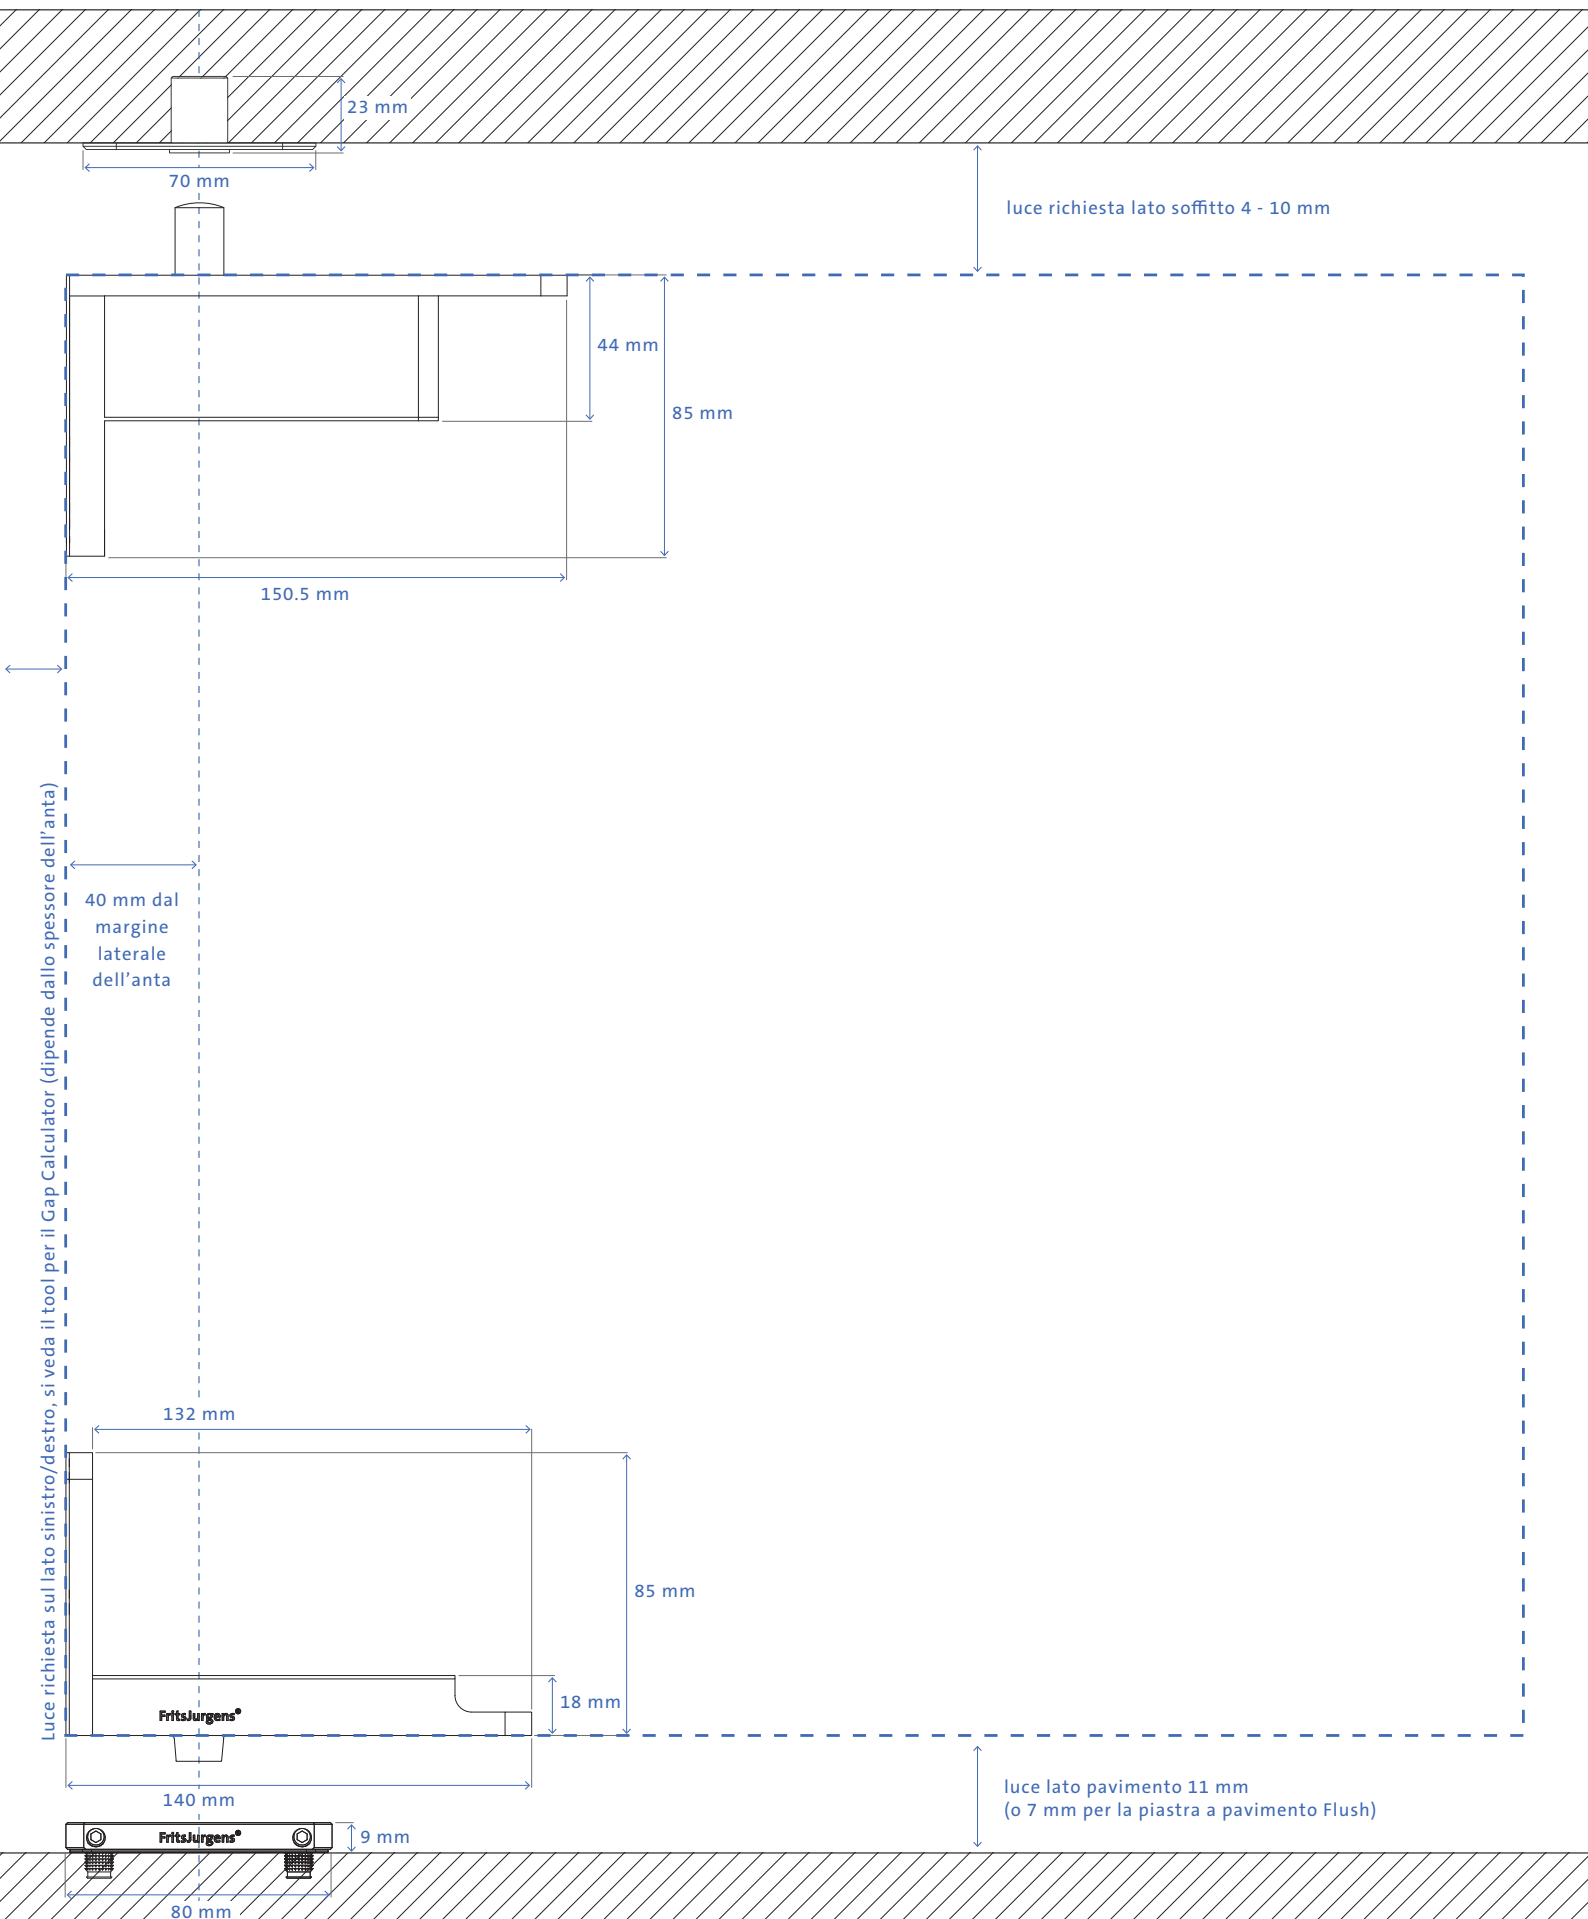 23 mm
70 mm
luce richiesta lato soffitto 4 - 10 mm
44 mm
85 mm
150.5 mm
Luce richiesta sul lato sinistro/destro, si veda il tool per il Gap Calculator (dipende dallo spessore dell'anta)
40 mm dal
margine
laterale
dell'anta
132 mm
85 mm
18 mm
FritsJurgens®
140 mm
luce lato pavimento 11 mm
(o 7 mm per la piastra a pavimento Flush)
FritsJurgens®
9 mm
80 mm